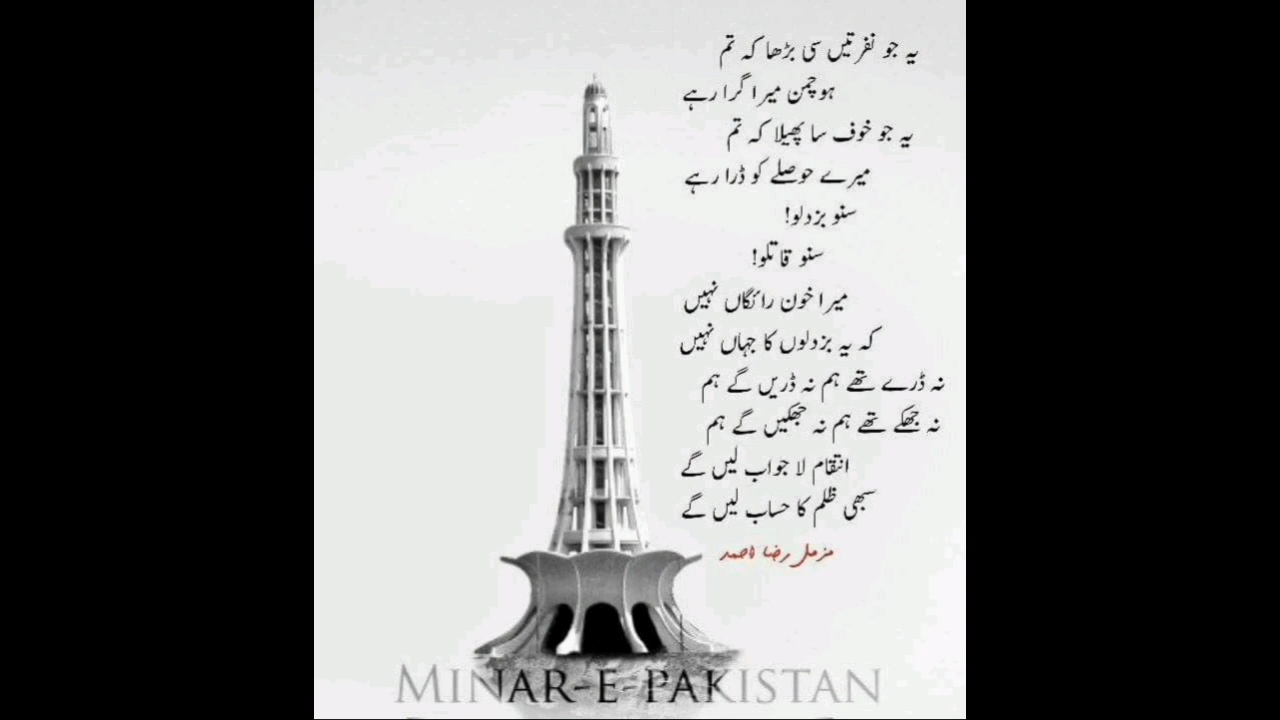 یہ جو نفرتیں سی بڑھا کہ تم
ہو چمن میرا گرا رہے
یہ جو خوف سا پھیلا کہ تم
میرے حوصلے کو ڈرا رہے
سنو بزدلو!
سنو قاتلو!
میرا خون رائگاں نہیں
کہ یہ بزدلوں کا جہاں نہیں
نہ ڈرے تھے ہم نہ ڈریں گے ہم
نہ جھکے تھے ہم نہ جھکیں گے ہم
انتقام لا جواب لیں گے
سبھی ظلم کا حساب لیں گے
مزمل رضا احمد
MINAR-E-PAKISTAN